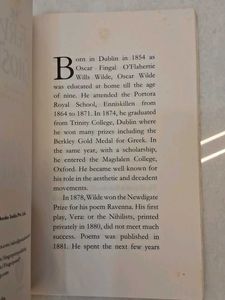 Born in Dublin in 1854 as
Oscar Fingal O'Flahertie
Wills Wilde, Oscar Wilde
was educated at home till the age
of nine. He attended the Portora
Royal School, Enniskillen from
1864 to 1871. In 1874, he graduated
from Trinity College, Dublin where
he won many prizes including the
Berkley Gold Medal for Greek. In
the same year, with a scholarship,
he entered the Magdalen College,
Oxford. He became well known for
his role in the aesthetic and decadent
movements.
In 1878, Wilde won the Newdigate
Prize for his poem Ravenna. His
first play, Vera: or the Nihilists, printed
privately in 1880, did not meet much
success. Poems was published in
1881. He spent the next few years